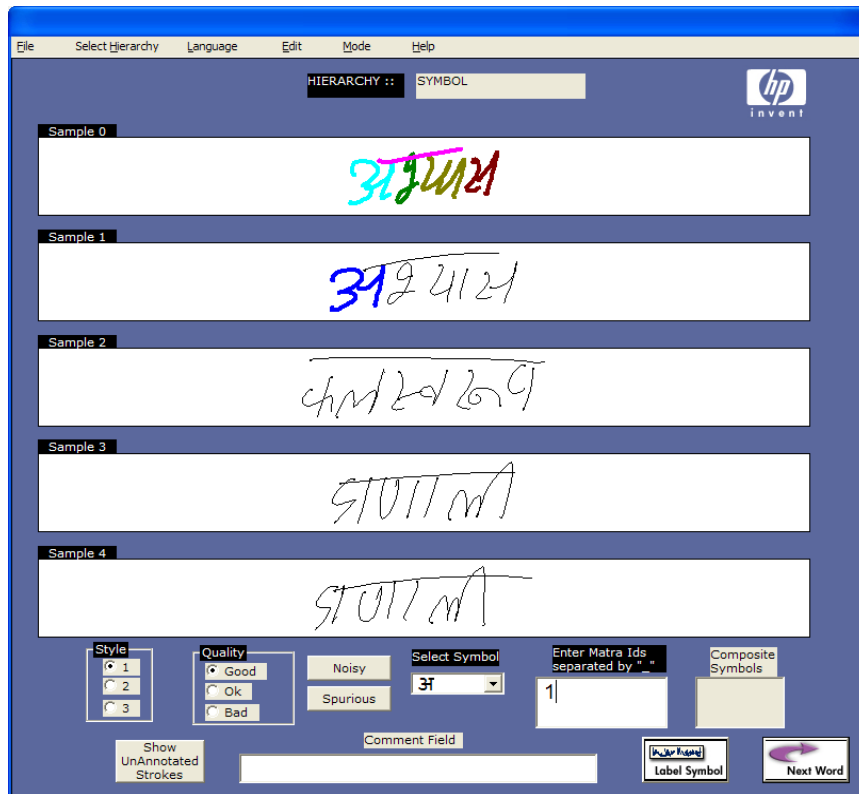 File Select Hierarchy Language Edit Mode Help
HIERARCHY :: SYMBOL
hp
invent
Sample 0
अभ्यास
Sample 1
अभ्यास
Sample 2
Sample 3
Sample 4
Style
1
2
3
Quality
Good
Ok
Bad
Noisy
Spurious
Select Symbol
अ
Enter Matra Ids
separated by "_"
1
Composite
Symbols
Show
UnAnnotated
Strokes
Comment Field
Label Symbol
Next Word